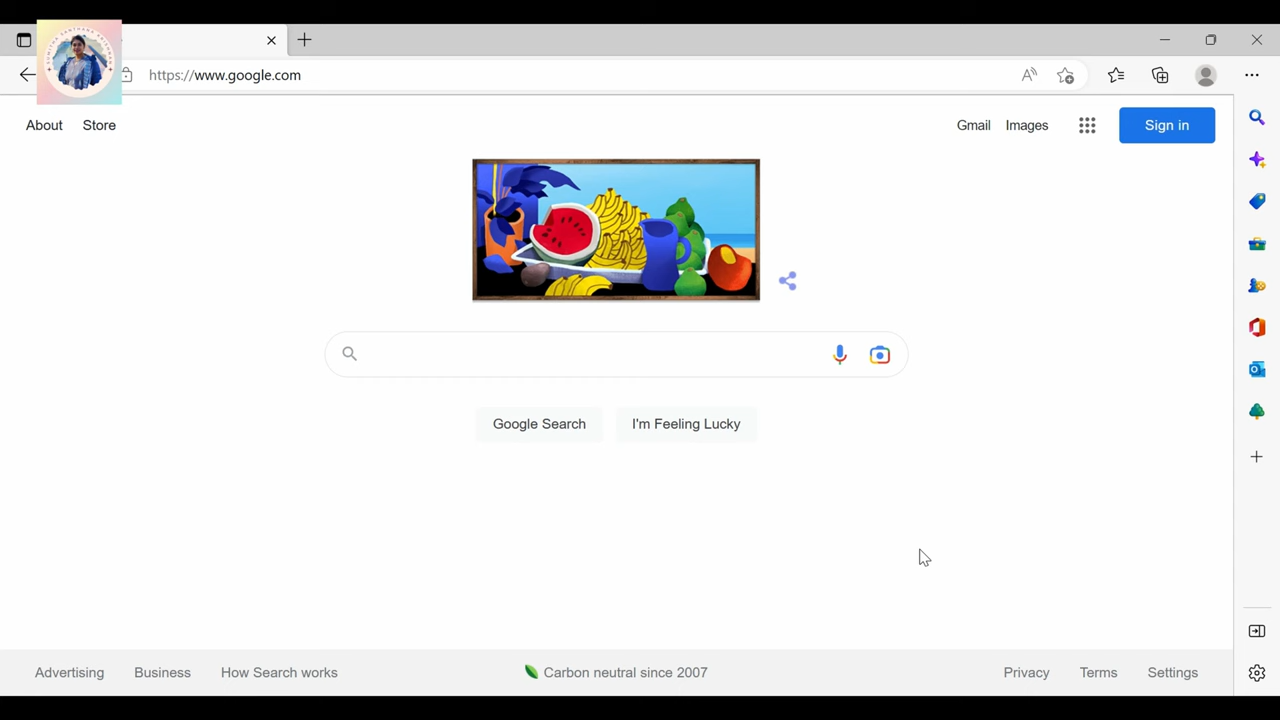 https://www.google.com
About Store
Gmail Images Sign in
Google Search I'm Feeling Lucky
Advertising Business How Search works Carbon neutral since 2007 Privacy Terms Settings